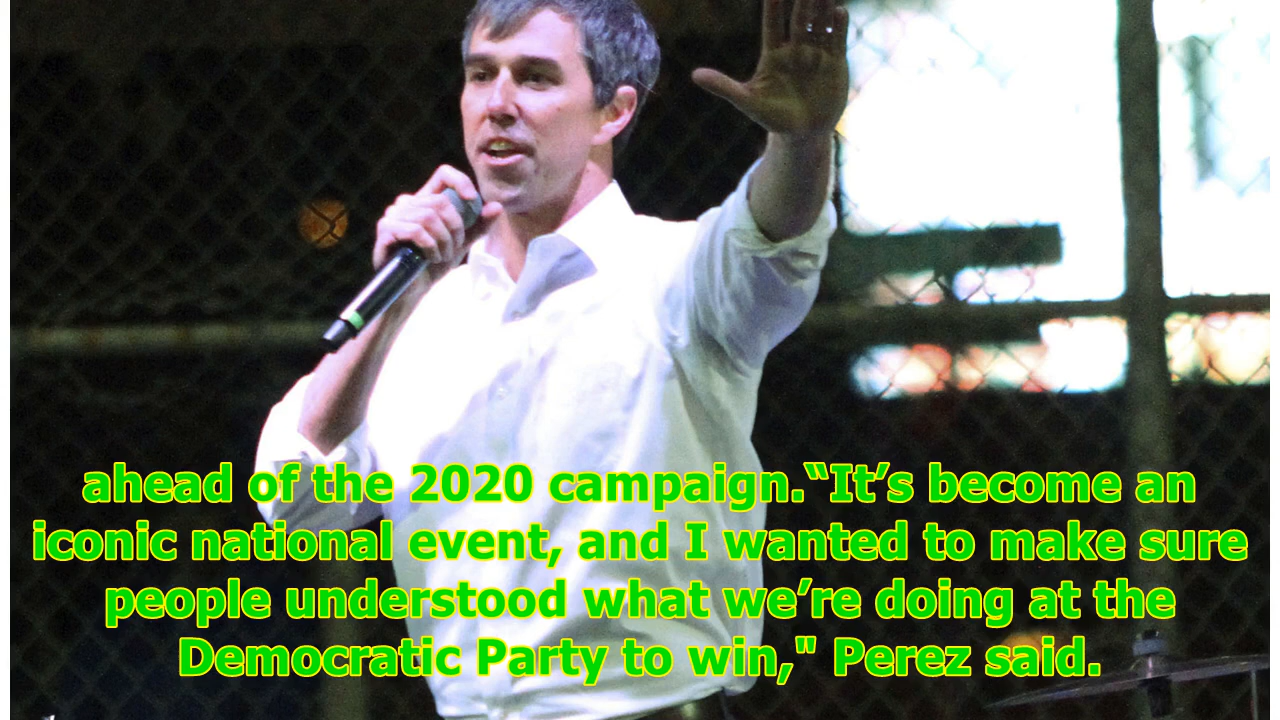 ahead of the 2020 campaign.“It’s become an
iconic national event, and I wanted to make sure
people understood what we’re doing at the
Democratic Party to win," Perez said.